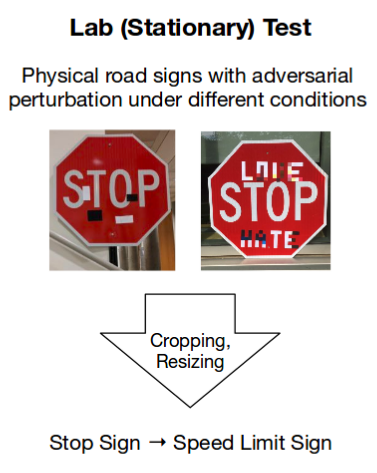 Lab (Stationary) Test
Physical road signs with adversarial
perturbation under different conditions
STOP
LOVE
STOP
HATE
Cropping,
Resizing
Stop Sign → Speed Limit Sign